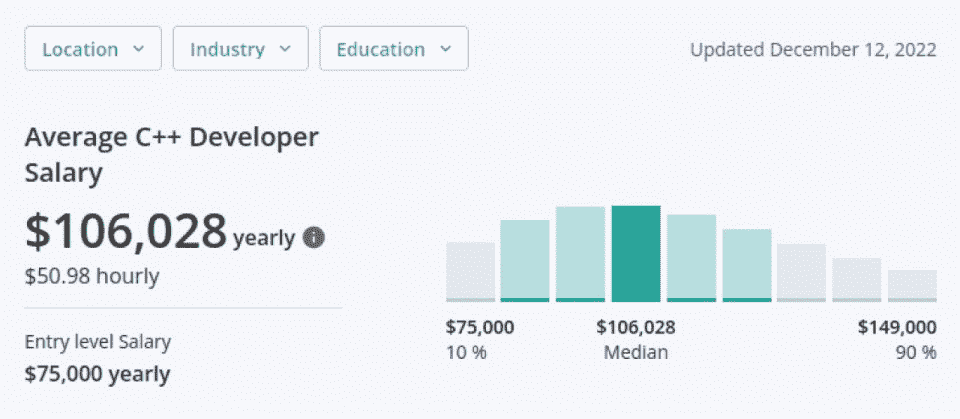 Location Industry Education Updated December 12, 2022
Average C++ Developer
Salary
$106,028 yearly
$50.98 hourly
Entry level Salary
$75,000 yearly
$75,000 $106,028 $149,000
10 % Median 90 %